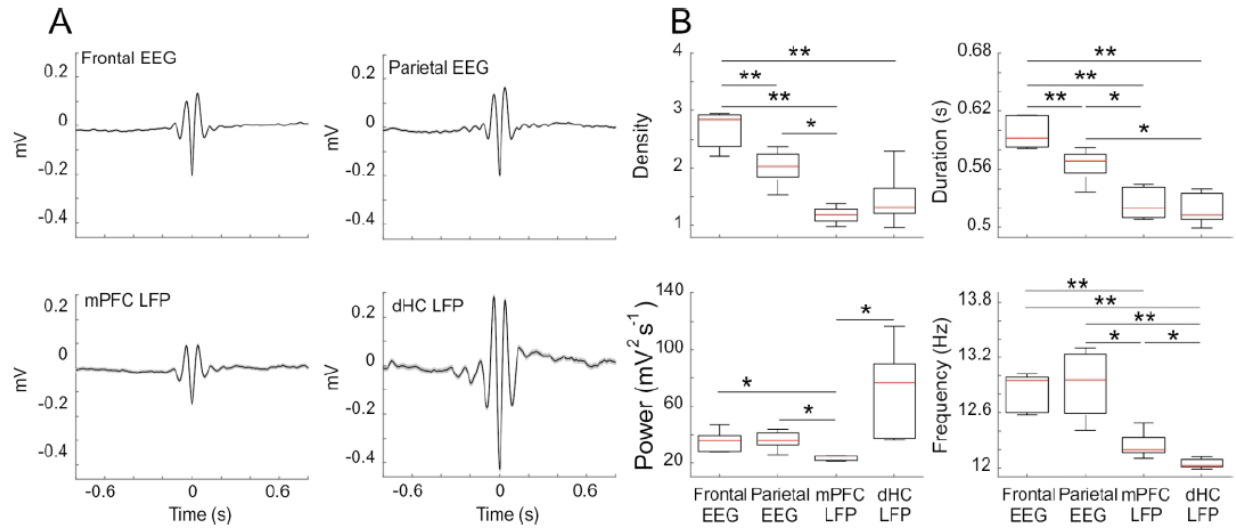 A
Frontal EEG
0.2
0
-0.2
-0.4
mV
Parietal EEG
0.2
0
-0.2
-0.4
mV
mPFC LFP
0.2
0
-0.2
-0.4
mV
-0.6
0
0.6
Time (s)
dHC LFP
0.2
0
-0.2
-0.4
mV
-0.6
0
0.6
Time (s)
B
4
3
2
1
Density
**
**
**
*
0.68
0.62
0.56
0.5
Duration (s)
**
**
**
*
*
140
100
60
20
Power (mV² s⁻¹)
*
*
*
Frontal EEG
Parietal EEG
mPFC LFP
dHC LFP
13.8
13.2
12.6
12
Frequency (Hz)
**
**
**
*
*
Frontal EEG
Parietal EEG
mPFC LFP
dHC LFP